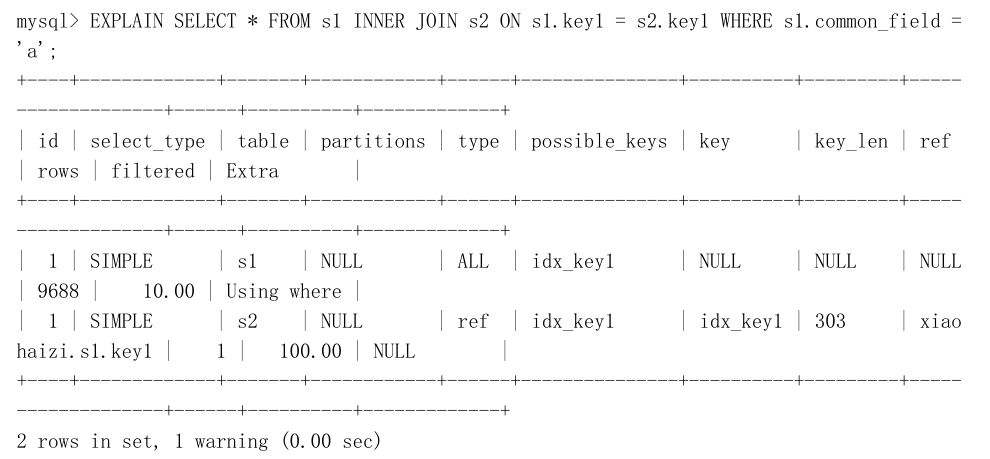 mysql> EXPLAIN SELECT * FROM s1 INNER JOIN s2 ON s1.key1 = s2.key1 WHERE s1.common_field =
'a';
+----+-------------+-------+------------+------+---------------+----------+---------+-----
--------------+------+----------+-------------+
| id | select_type | table | partitions | type | possible_keys | key      | key_len | ref
| rows | filtered | Extra       |
+----+-------------+-------+------------+------+---------------+----------+---------+-----
--------------+------+----------+-------------+
|  1 | SIMPLE      | s1    | NULL       | ALL  | idx_key1      | NULL     | NULL    | NULL
| 9688 |    10.00 | Using where |
|  1 | SIMPLE      | s2    | NULL       | ref  | idx_key1      | idx_key1 | 303     | xiao
haizi.s1.key1 |    1 |   100.00 | NULL        |
+----+-------------+-------+------------+------+---------------+----------+---------+-----
--------------+------+----------+-------------+
2 rows in set, 1 warning (0.00 sec)